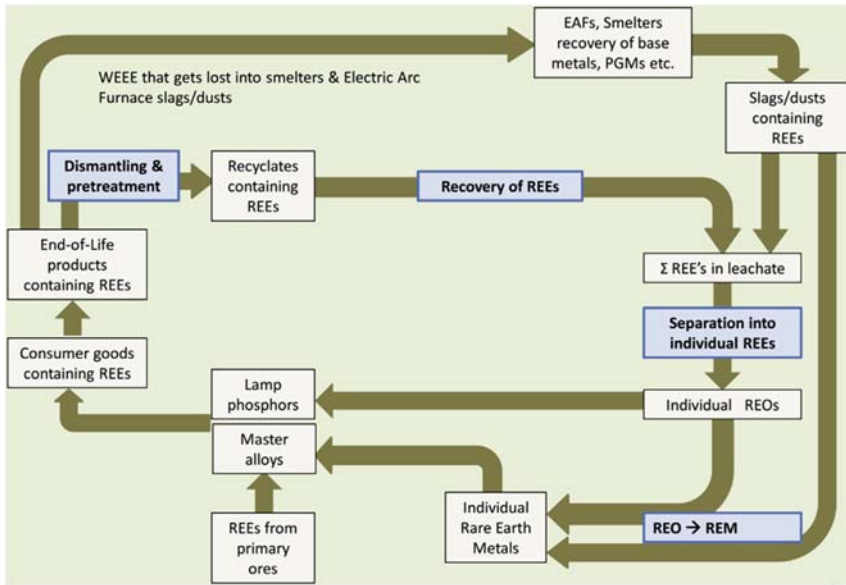 EAFs, Smelters
recovery of base
metals, PGMs etc.
WEEE that gets lost into smelters & Electric Arc
Furnace slags/dusts
Slags/dusts
containing
REEs
Dismantling &
pretreatment
Recyclates
containing
REEs
Recovery of REEs
End-of-Life
products
containing REEs
Σ REE's in leachate
Separation into
individual REEs
Consumer goods
containing REEs
Lamp
phosphors
Individual REOs
Master
alloys
Individual
Rare Earth
Metals
REO → REM
REEs from
primary
ores